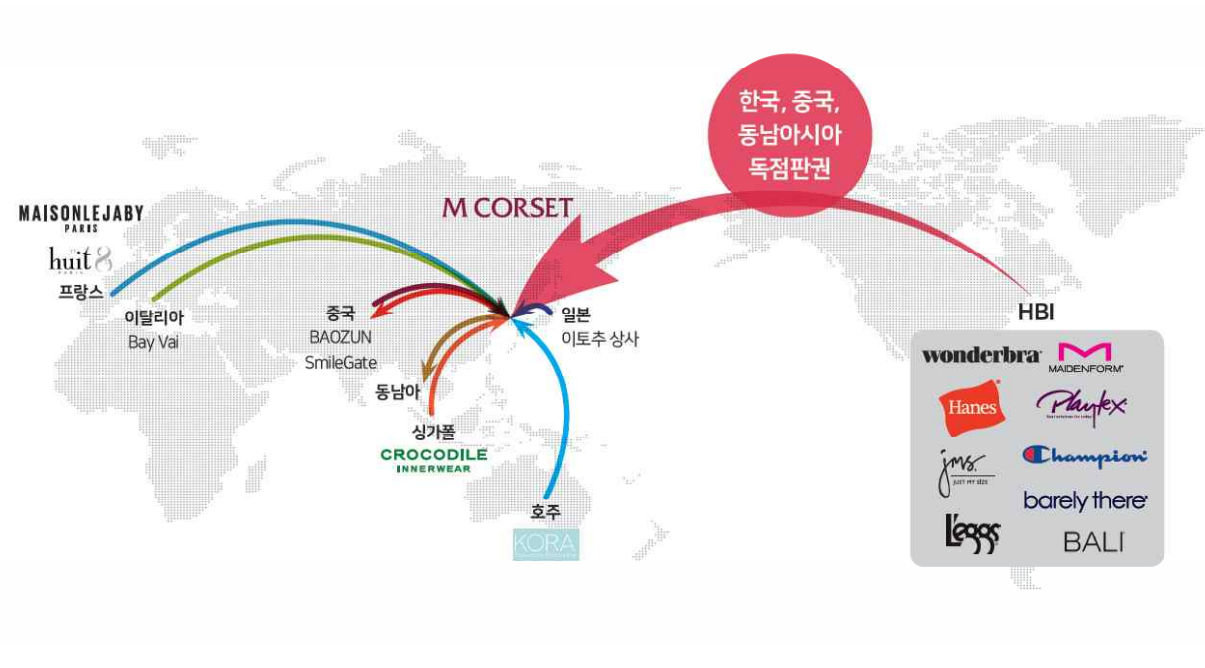 한국, 중국,
동남아시아
독점판권
M CORSET
MAISON LEJABY
PARIS
huit 8
PARIS
프랑스
이탈리아
Bay Vai
중국
BAOZUN
SmileGate
일본
이토추 상사
동남아
싱가폴
CROCODILE
INNERWEAR
호주
KORA
HBI
wonderbra
MAIDENFORM®
Hanes®
Playtex
jms.
JUST MY SIZE
Champion
L'eggs
barely there
BALI